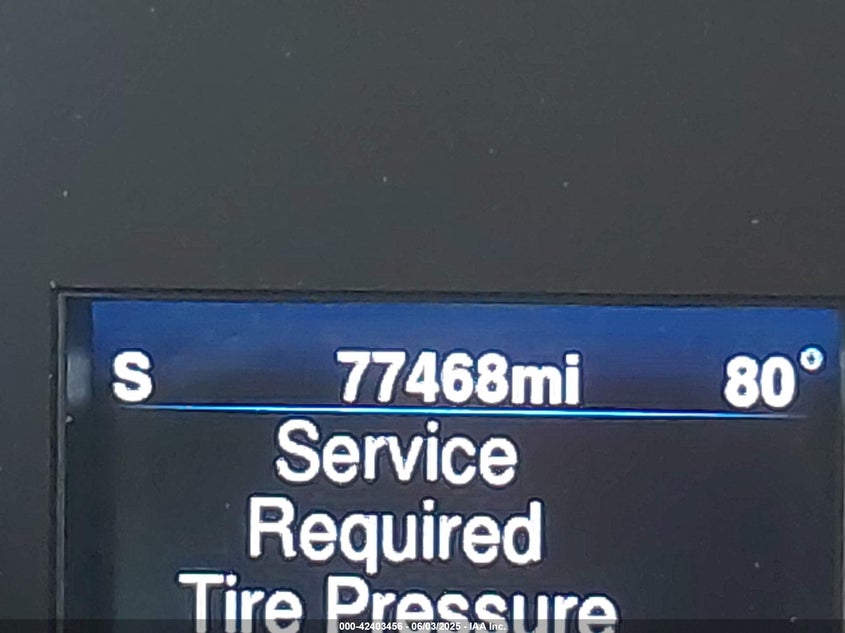 S 77468mi 80°
Service
Required
Tire Pressure
000-42403456 - 06/03/2025 - IAA Inc.